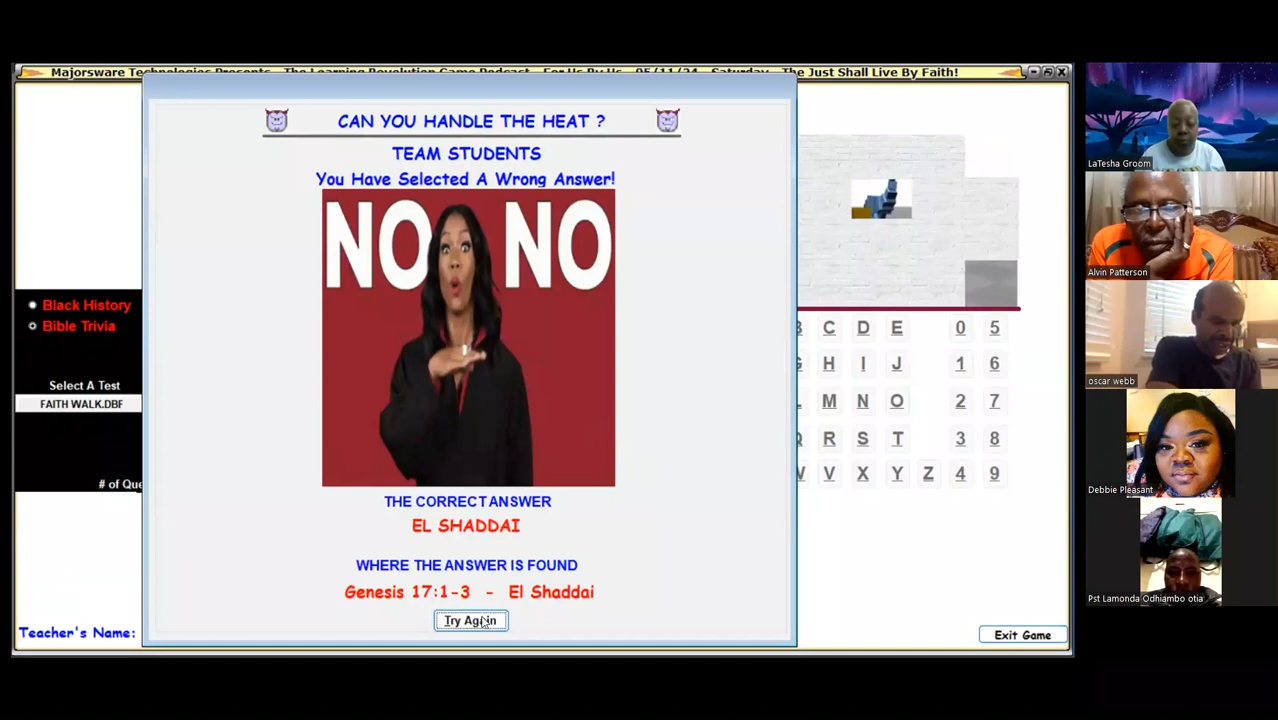 Majorsware Technologies Presents - The Learning Revolution Game Podcast - For Us By Us - 05/11/24 - Saturday - The Just Shall Live By Faith!
CAN YOU HANDLE THE HEAT ?
TEAM STUDENTS
You Have Selected A Wrong Answer!
NO NO
THE CORRECT ANSWER
EL SHADDAI
WHERE THE ANSWER IS FOUND
Genesis 17:1-3 - El Shaddai
Try Again
Black History
Bible Trivia
Select A Test
FAITH WALK.DBF
# of Que
Teacher's Name:
B C D E 0 5
G H I J 1 6
L M N O 2 7
Q R S T 3 8
W V X Y Z 4 9
Exit Game
LaTesha Groom
Alvin Patterson
oscar webb
Debbie Pleasant
Pst Lamonda Odhiambo otia